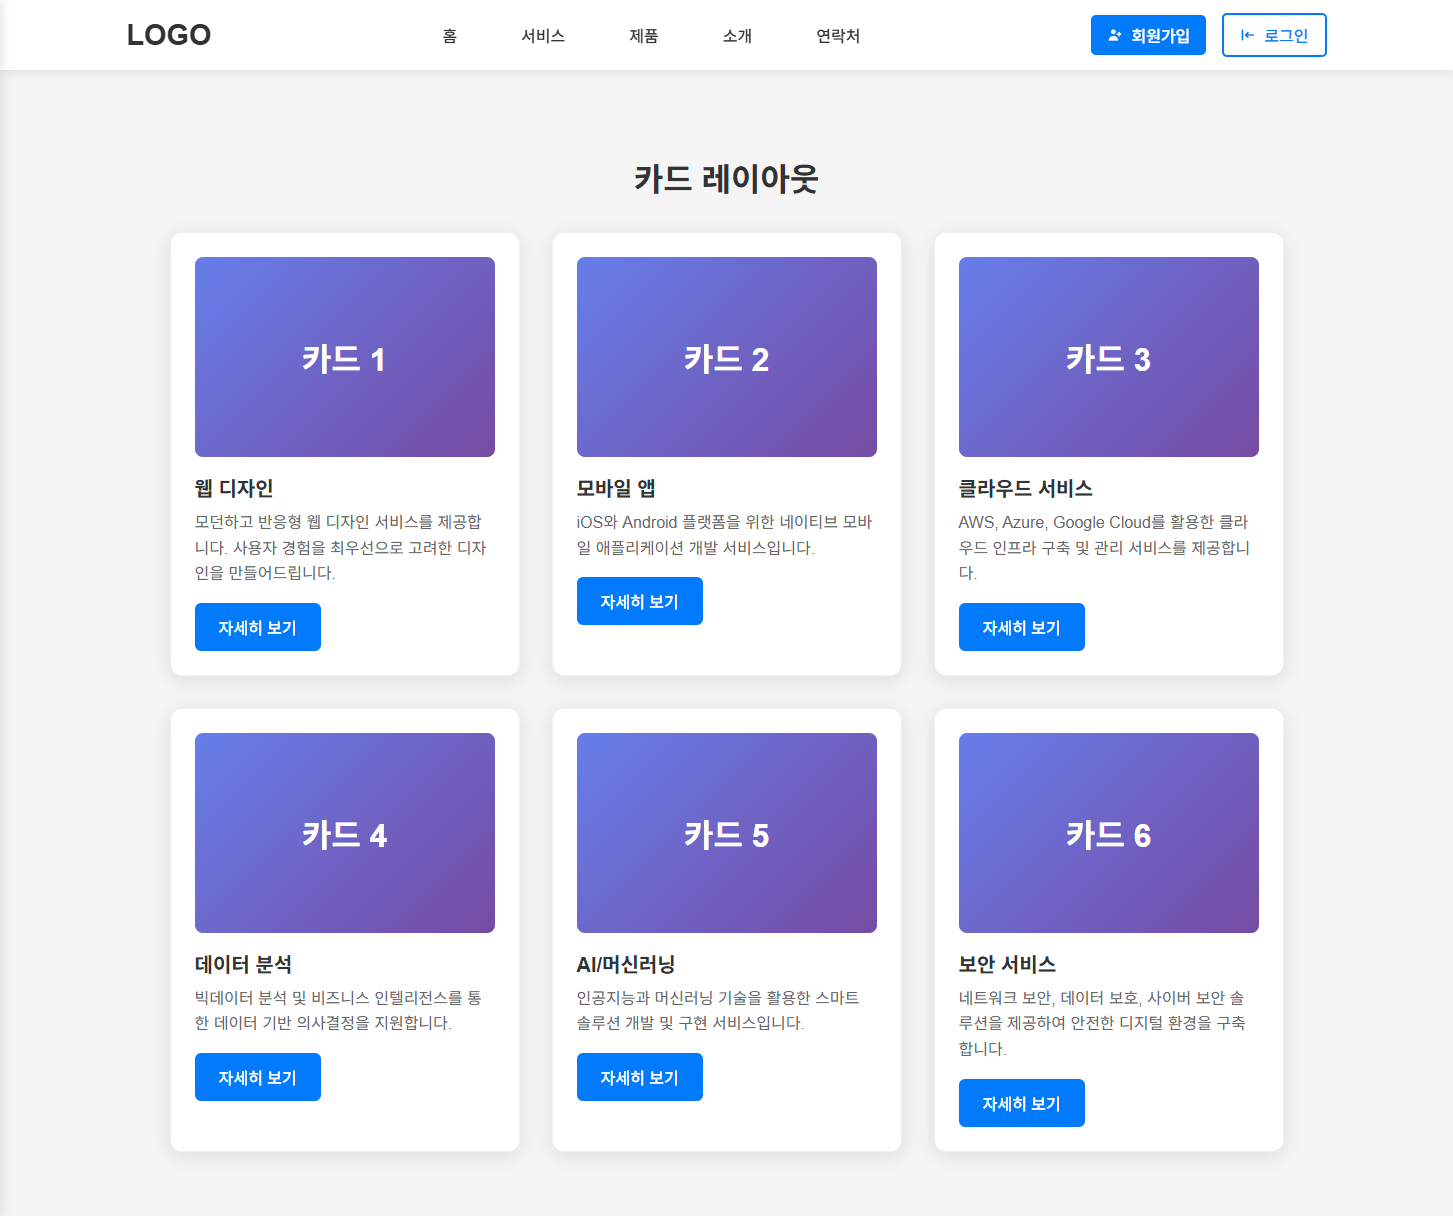 LOGO
홈
서비스
제품
소개
연락처
회원가입
로그인
카드 레이아웃
카드 1
웹 디자인
모던하고 반응형 웹 디자인 서비스를 제공합
니다. 사용자 경험을 최우선으로 고려한 디자
인을 만들어드립니다.
자세히 보기
카드 2
모바일 앱
iOS와 Android 플랫폼을 위한 네이티브 모바
일 애플리케이션 개발 서비스입니다.
자세히 보기
카드 3
클라우드 서비스
AWS, Azure, Google Cloud를 활용한 클라
우드 인프라 구축 및 관리 서비스를 제공합니
다.
자세히 보기
카드 4
데이터 분석
빅데이터 분석 및 비즈니스 인텔리전스를 통
한 데이터 기반 의사결정을 지원합니다.
자세히 보기
카드 5
AI/머신러닝
인공지능과 머신러닝 기술을 활용한 스마트
솔루션 개발 및 구현 서비스입니다.
자세히 보기
카드 6
보안 서비스
네트워크 보안, 데이터 보호, 사이버 보안 솔
루션을 제공하여 안전한 디지털 환경을 구축
합니다.
자세히 보기